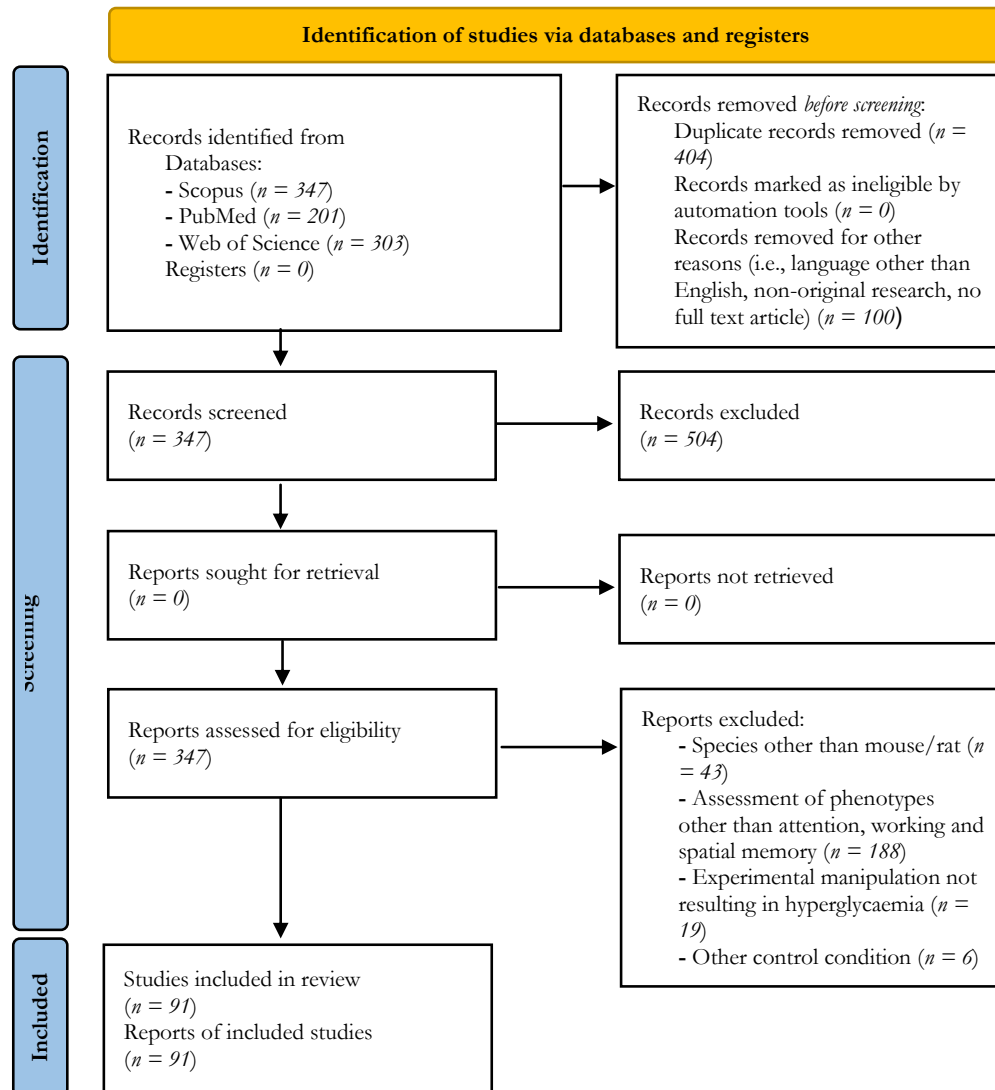 Identification of studies via databases and registers
Identification
Records identified from
Databases:
- Scopus (n = 347)
- PubMed (n = 201)
- Web of Science (n = 303)
Registers (n = 0)
Records removed before screening:
Duplicate records removed (n =
404)
Records marked as ineligible by
automation tools (n = 0)
Records removed for other
reasons (i.e., language other than
English, non-original research, no
full text article) (n = 100)
Screening
Records screened
(n = 347)
Records excluded
(n = 504)
Reports sought for retrieval
(n = 0)
Reports not retrieved
(n = 0)
Reports assessed for eligibility
(n = 347)
Reports excluded:
- Species other than mouse/rat (n
= 43)
- Assessment of phenotypes
other than attention, working and
spatial memory (n = 188)
- Experimental manipulation not
resulting in hyperglycaemia (n =
19)
- Other control condition (n = 6)
Included
Studies included in review
(n = 91)
Reports of included studies
(n = 91)